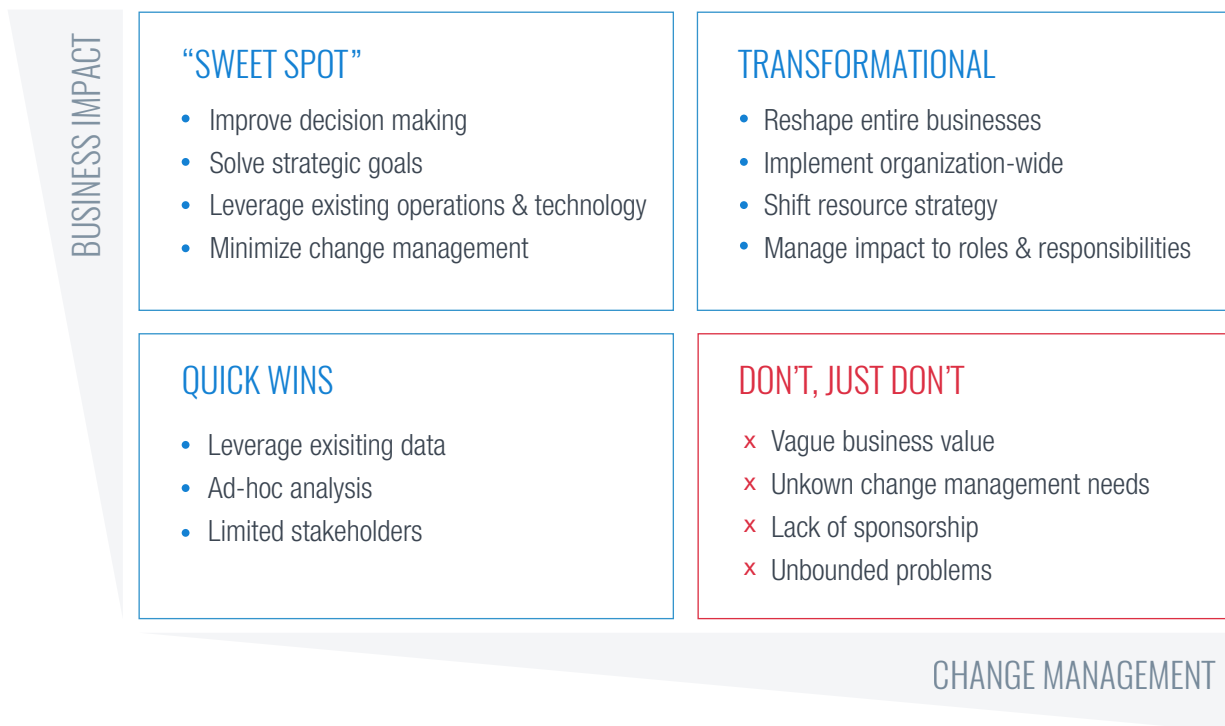 BUSINESS IMPACT
“SWEET SPOT”
• Improve decision making
• Solve strategic goals
• Leverage existing operations & technology
• Minimize change management
TRANSFORMATIONAL
• Reshape entire businesses
• Implement organization-wide
• Shift resource strategy
• Manage impact to roles & responsibilities
QUICK WINS
• Leverage exisiting data
• Ad-hoc analysis
• Limited stakeholders
DON’T, JUST DON’T
x Vague business value
x Unkown change management needs
x Lack of sponsorship
x Unbounded problems
CHANGE MANAGEMENT